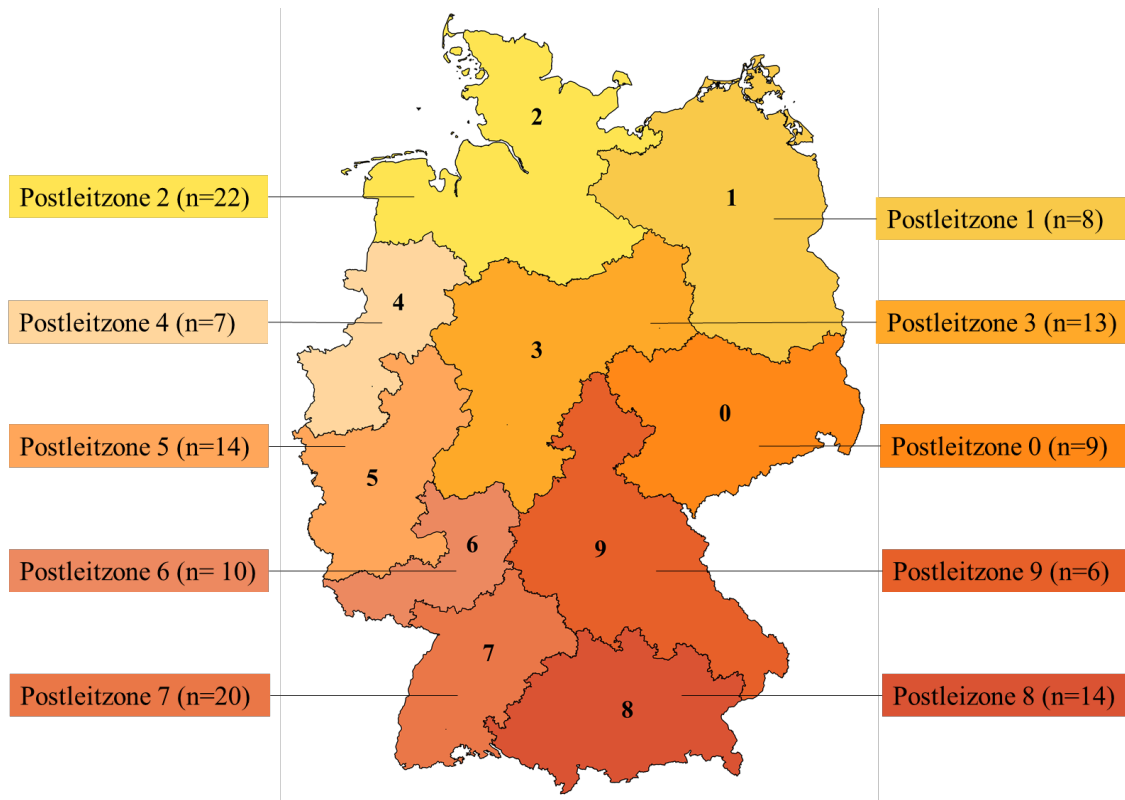 2
1
Postleitzone 2 (n=22)
Postleitzone 1 (n=8)
4
Postleitzone 4 (n=7)
Postleitzone 3 (n=13)
3
0
Postleitzone 5 (n=14)
Postleitzone 0 (n=9)
5
6
9
Postleitzone 6 (n= 10)
Postleitzone 9 (n=6)
7
Postleitzone 7 (n=20)
Postleizone 8 (n=14)
8